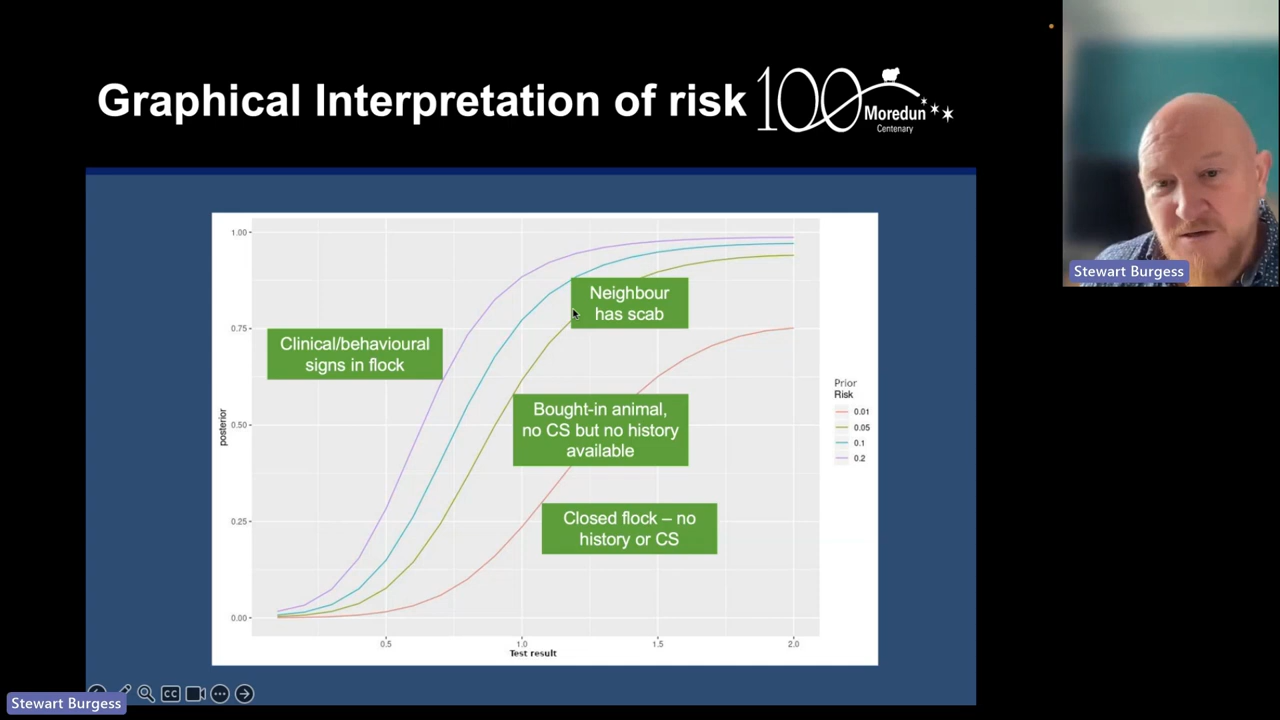 Graphical Interpretation of risk
100
Moredun
Centenary
Stewart Burgess
1.00
0.75
0.50
0.25
0.00
posterior
Clinical/behavioural
signs in flock
Neighbour
has scab
Bought-in animal,
no CS but no history
available
Closed flock – no
history or CS
0.5
1.0
1.5
2.0
Test result
Prior
Risk
0.01
0.05
0.1
0.2
CC
Stewart Burgess